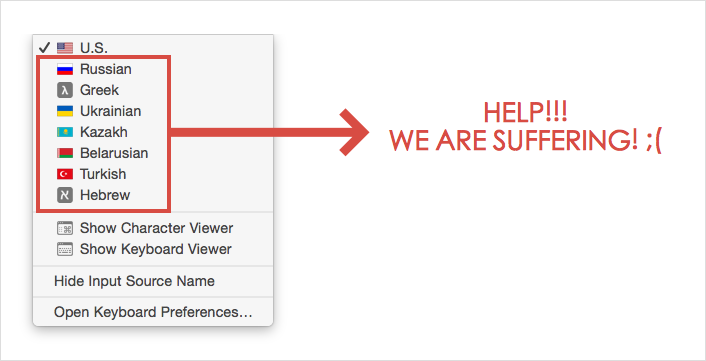 U.S.
Russian
λ Greek
Ukrainian
Kazakh
Belarusian
Turkish
א Hebrew
Show Character Viewer
Show Keyboard Viewer
Hide Input Source Name
Open Keyboard Preferences…
HELP!!!
WE ARE SUFFERING! ;(